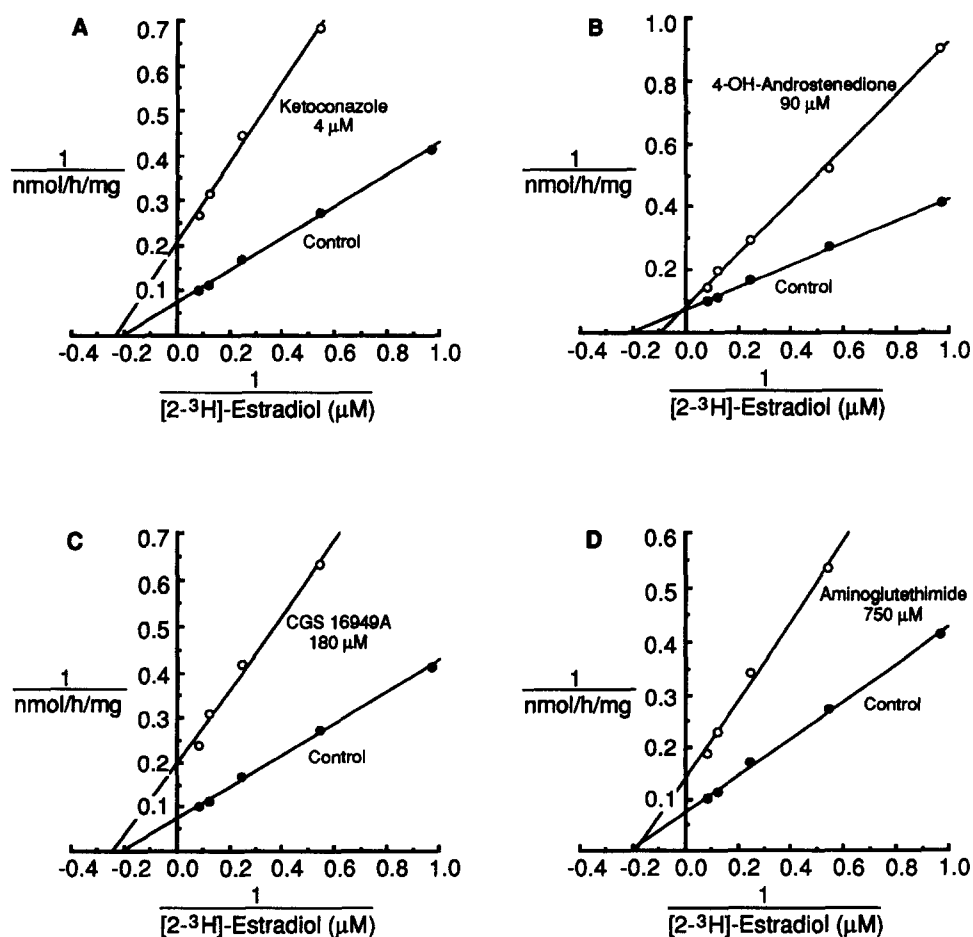 A
0.7
0.6
0.5
0.4
0.3
0.2
0.1
Ketoconazole
4 µM
Control
1
nmol/h/mg
-0.4 -0.2 0.0 0.2 0.4 0.6 0.8 1.0
1
[2-³H]-Estradiol (µM)
B
1.0
0.8
0.6
0.4
0.2
4-OH-Androstenedione
90 µM
Control
1
nmol/h/mg
-0.4 -0.2 0.0 0.2 0.4 0.6 0.8 1.0
1
[2-³H]-Estradiol (µM)
C
0.7
0.6
0.5
0.4
0.3
0.2
0.1
CGS 16949A
180 µM
Control
1
nmol/h/mg
-0.4 -0.2 0.0 0.2 0.4 0.6 0.8 1.0
1
[2-³H]-Estradiol (µM)
D
0.6
0.5
0.4
0.3
0.2
0.1
Aminoglutethimide
750 µM
Control
1
nmol/h/mg
-0.4 -0.2 0.0 0.2 0.4 0.6 0.8 1.0
1
[2-³H]-Estradiol (µM)